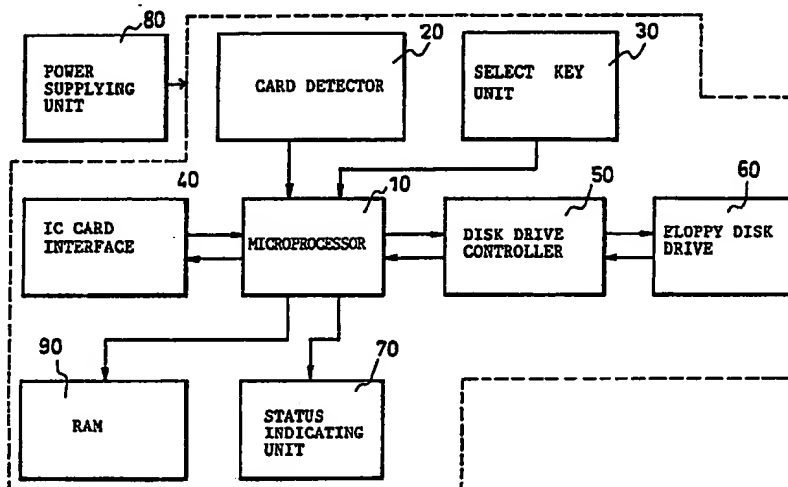 80
POWER
SUPPLYING
UNIT
20
CARD DETECTOR
30
SELECT KEY
UNIT
40
IC CARD
INTERFACE
10
MICROPROCESSOR
50
DISK DRIVE
CONTROLLER
60
FLOPPY DISK
DRIVE
90
RAM
70
STATUS
INDICATING
UNIT